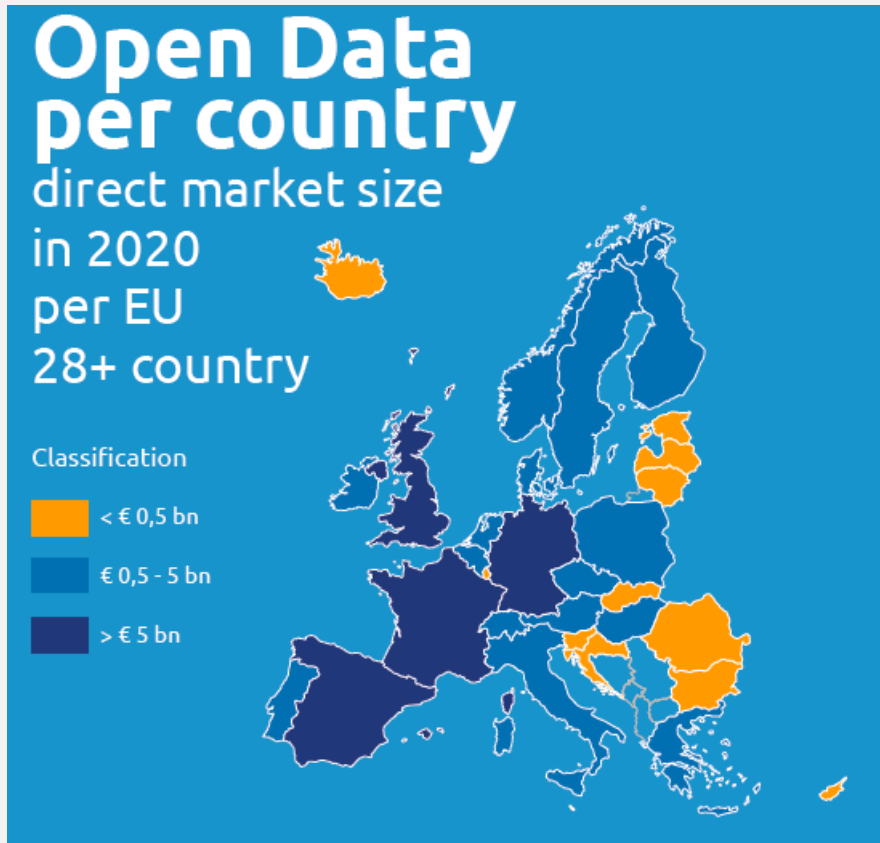 Open Data
per country
direct market size
in 2020
per EU
28+ country
Classification
< € 0,5 bn
€ 0,5 - 5 bn
> € 5 bn